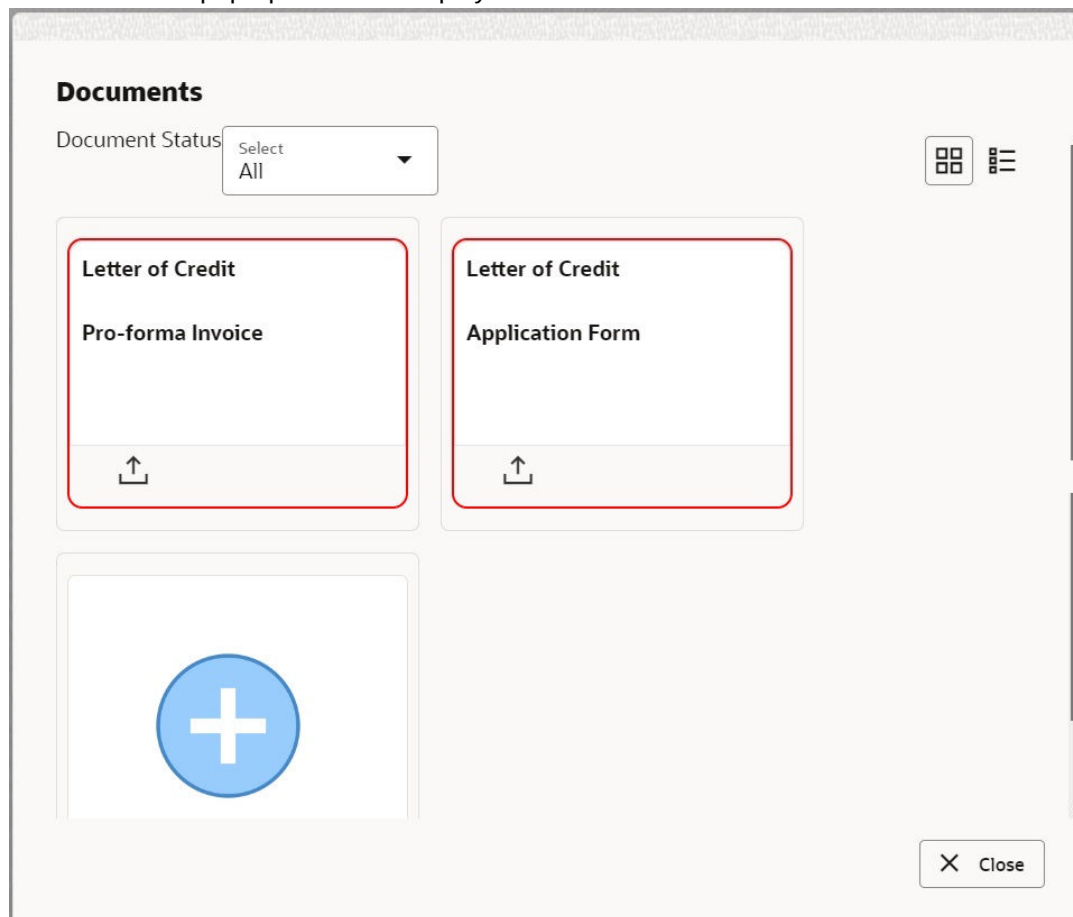 Documents
Document Status
Select
All
Letter of Credit
Pro-forma Invoice
Letter of Credit
Application Form
Close